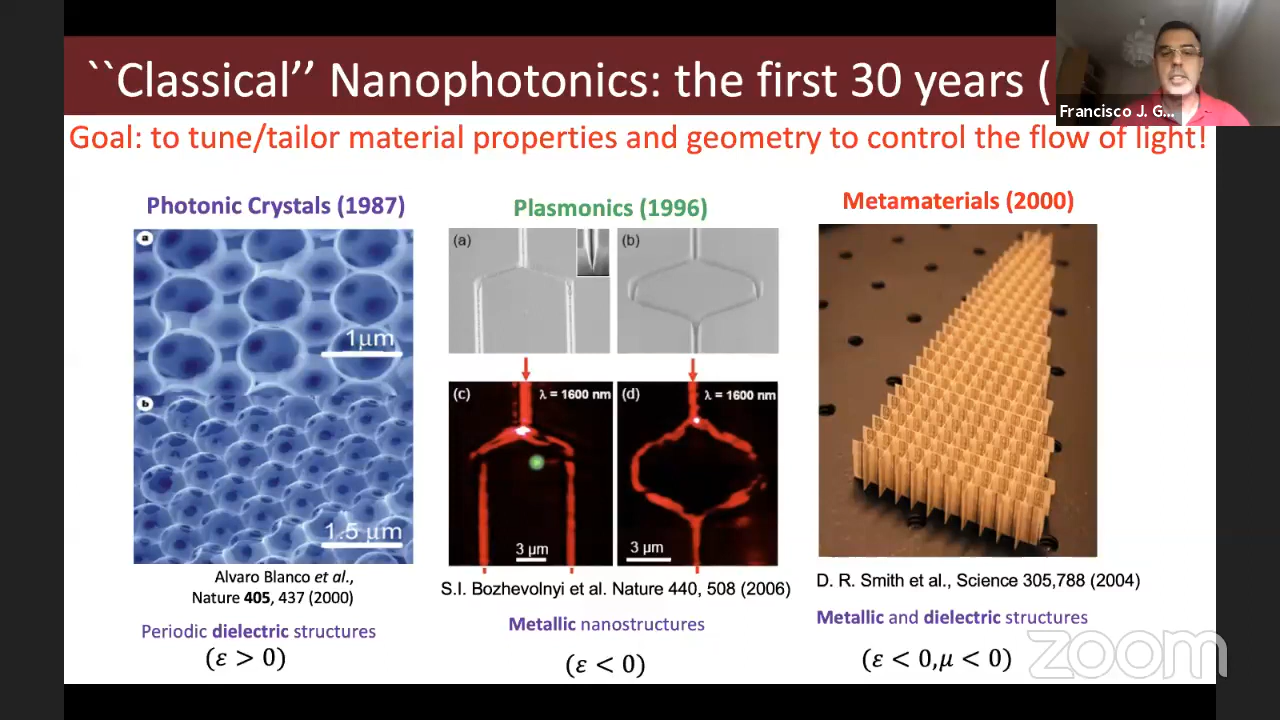 ``Classical’’ Nanophotonics: the first 30 years (
Francisco J. G...
Goal: to tune/tailor material properties and geometry to control the flow of light!
Photonic Crystals (1987)
Plasmonics (1996)
Metamaterials (2000)
a
1μm
b
1.5 μm
(a)
(b)
(c)
λ = 1600 nm
(d)
λ = 1600 nm
3 μm
3 μm
Alvaro Blanco et al.,
Nature 405, 437 (2000)
S.I. Bozhevolnyi et al. Nature 440, 508 (2006)
D. R. Smith et al., Science 305,788 (2004)
Periodic dielectric structures
(ε > 0)
Metallic nanostructures
(ε < 0)
Metallic and dielectric structures
(ε < 0,μ < 0)
zoom